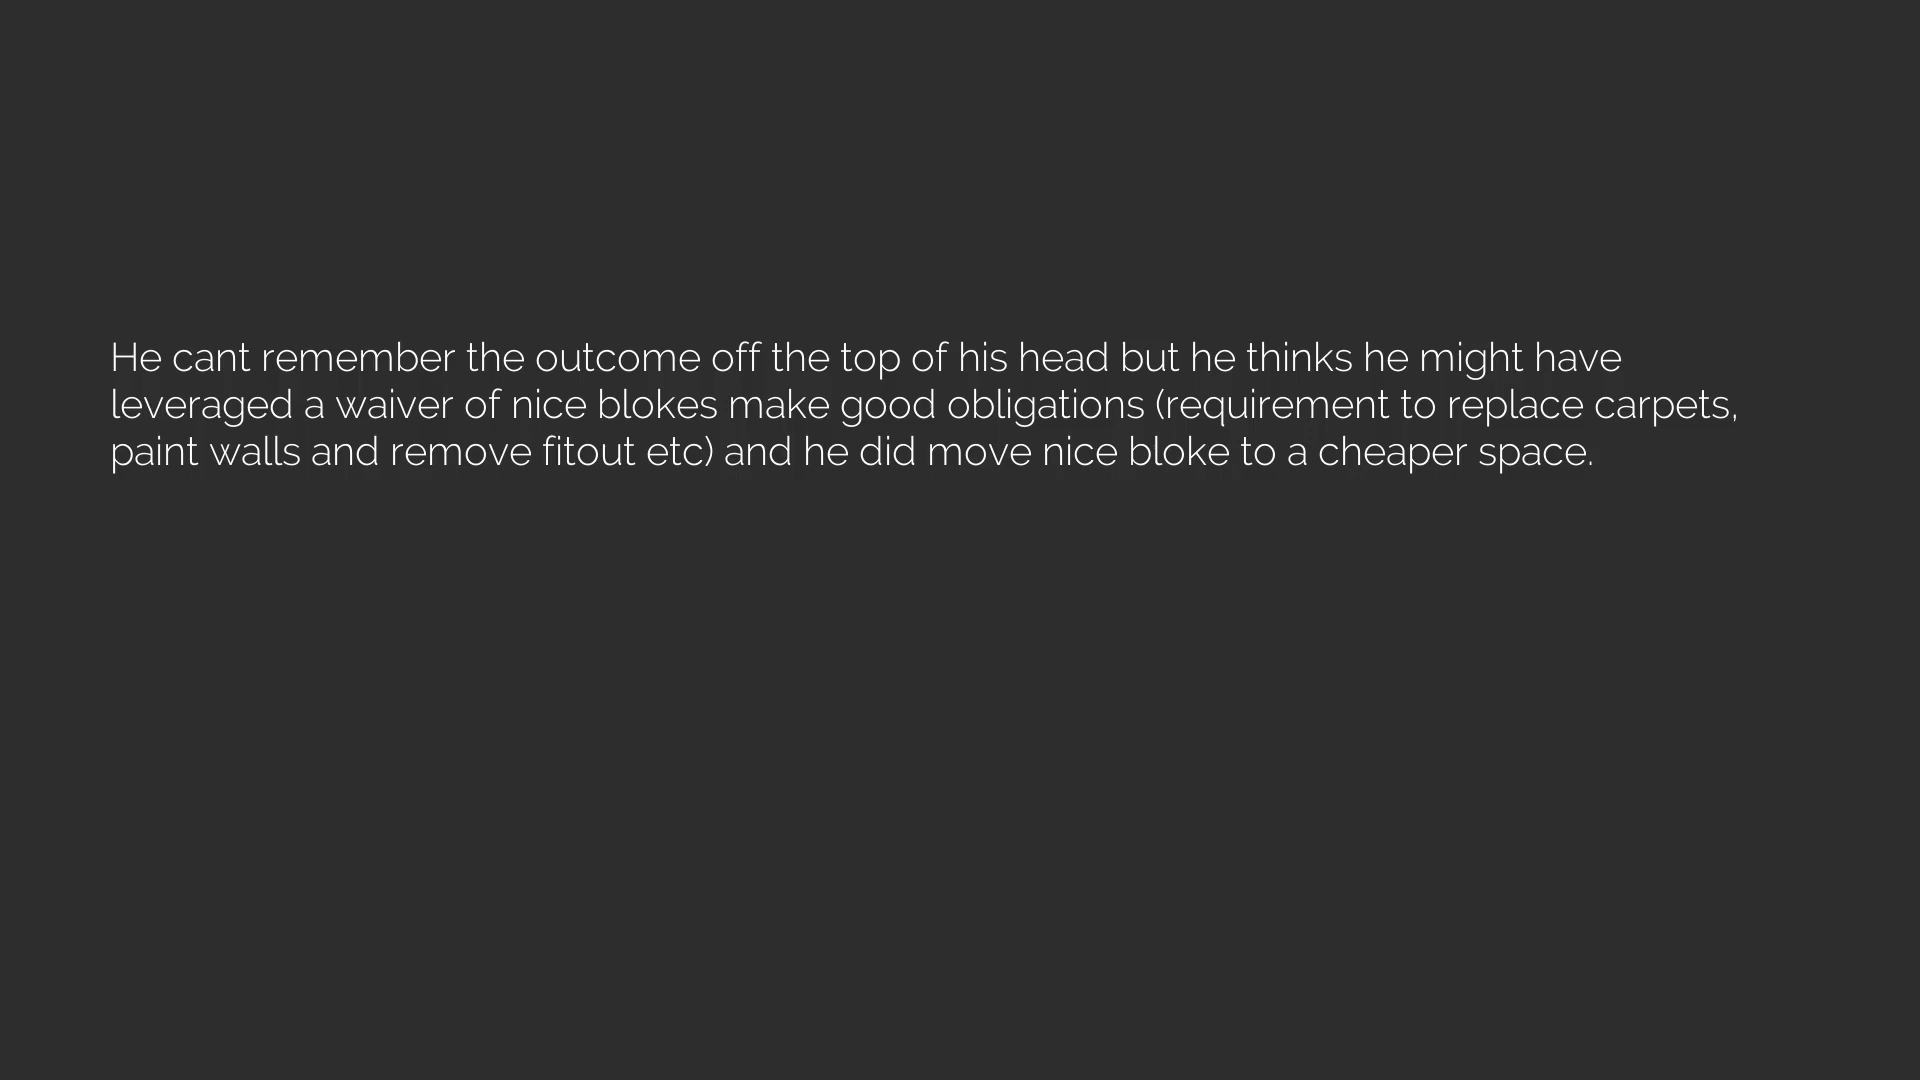 He cant remember the outcome off the top of his head but he thinks he might have
leveraged a waiver of nice blokes make good obligations (requirement to replace carpets,
paint walls and remove fitout etc) and he did move nice bloke to a cheaper space.